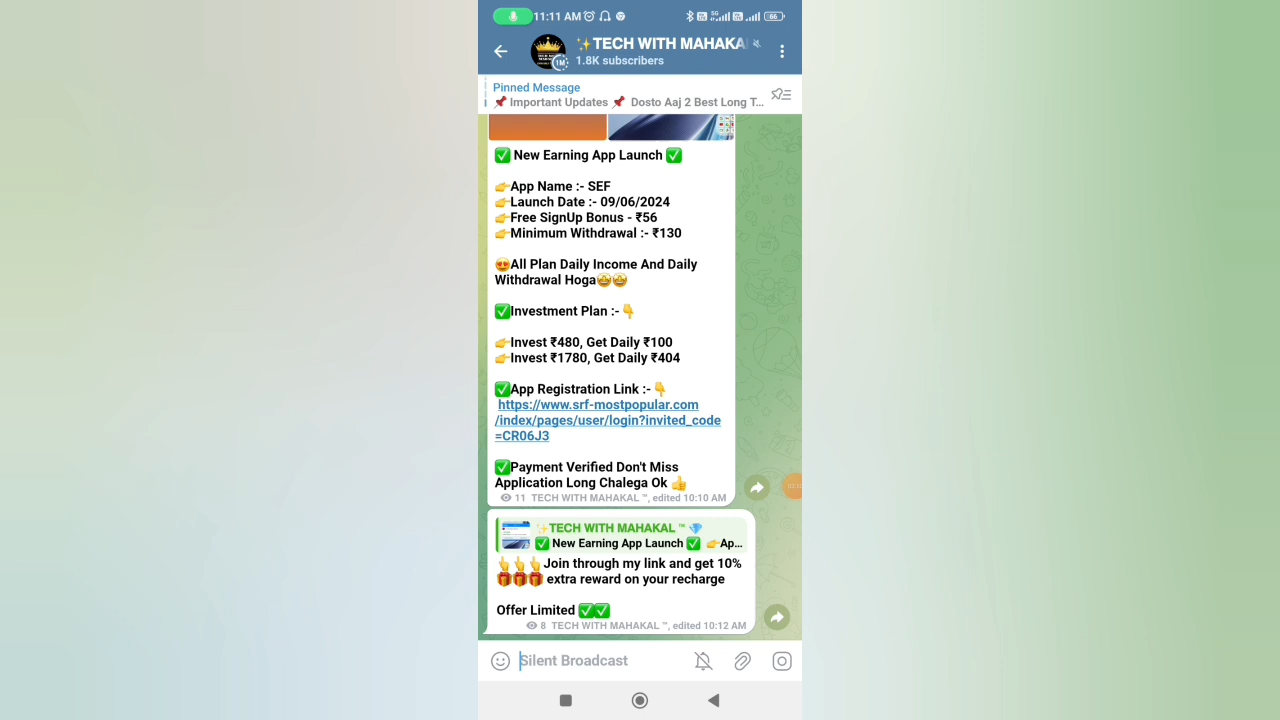 11:11 AM
5G
66
✨TECH WITH MAHAKA
1M
1.8K subscribers
Pinned Message
📌 Important Updates 📌 Dosto Aaj 2 Best Long T...
✅ New Earning App Launch ✅
👉App Name :- SEF
👉Launch Date :- 09/06/2024
👉Free SignUp Bonus - ₹56
👉Minimum Withdrawal :- ₹130
😍All Plan Daily Income And Daily
Withdrawal Hoga🤩🤩
✅Investment Plan :-👇
👉Invest ₹480, Get Daily ₹100
👉Invest ₹1780, Get Daily ₹404
✅App Registration Link :-👇
https://www.srf-mostpopular.com
/index/pages/user/login?invited_code
=CR06J3
✅Payment Verified Don't Miss
Application Long Chalega Ok 👍
11 TECH WITH MAHAKAL ™, edited 10:10 AM
✨TECH WITH MAHAKAL ™ 💎
✅ New Earning App Launch ✅ 👉Ap...
👆👆👆Join through my link and get 10%
🎁🎁🎁 extra reward on your recharge
Offer Limited ✅✅
8 TECH WITH MAHAKAL ™, edited 10:12 AM
Silent Broadcast